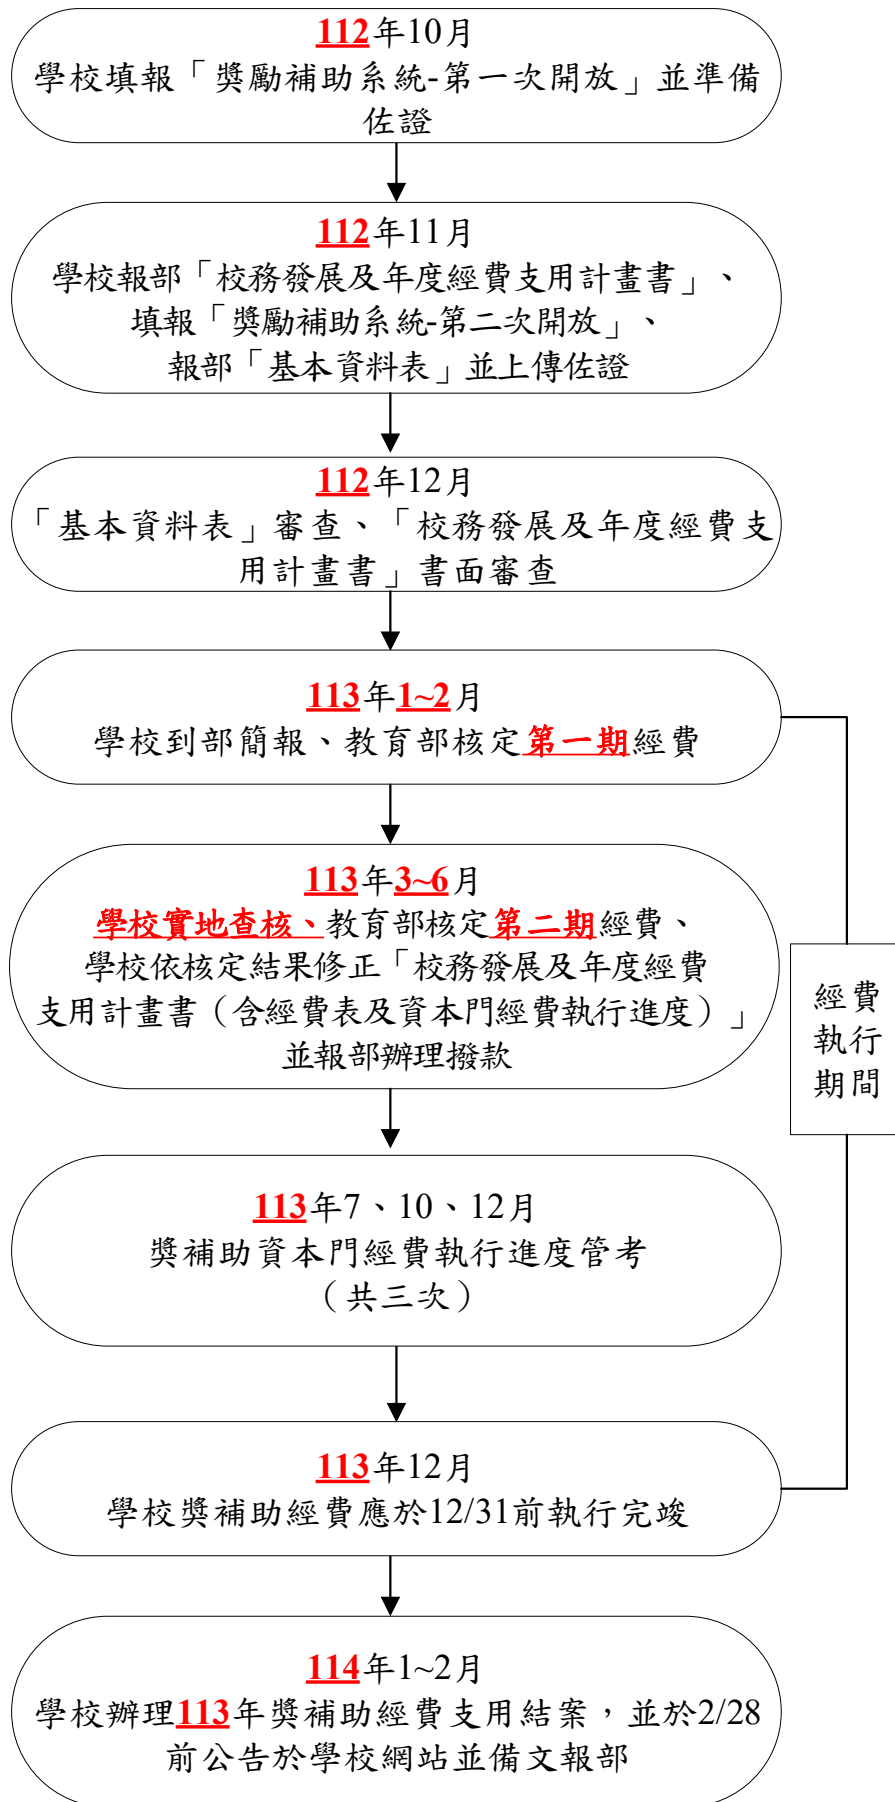 112年10月
學校填報「獎勵補助系統-第一次開放」並準備
佐證
112年11月
學校報部「校務發展及年度經費支用計畫書」、
填報「獎勵補助系統-第二次開放」、
報部「基本資料表」並上傳佐證
112年12月
「基本資料表」審查、「校務發展及年度經費支
用計畫書」書面審查
113年1~2月
學校到部簡報、教育部核定第一期經費
113年3~6月
學校實地查核、教育部核定第二期經費、
學校依核定結果修正「校務發展及年度經費
支用計畫書（含經費表及資本門經費執行進度）」
並報部辦理撥款
經費
執行
期間
113年7、10、12月
獎補助資本門經費執行進度管考
（共三次）
113年12月
學校獎補助經費應於12/31前執行完竣
114年1~2月
學校辦理113年獎補助經費支用結案，並於2/28
前公告於學校網站並備文報部